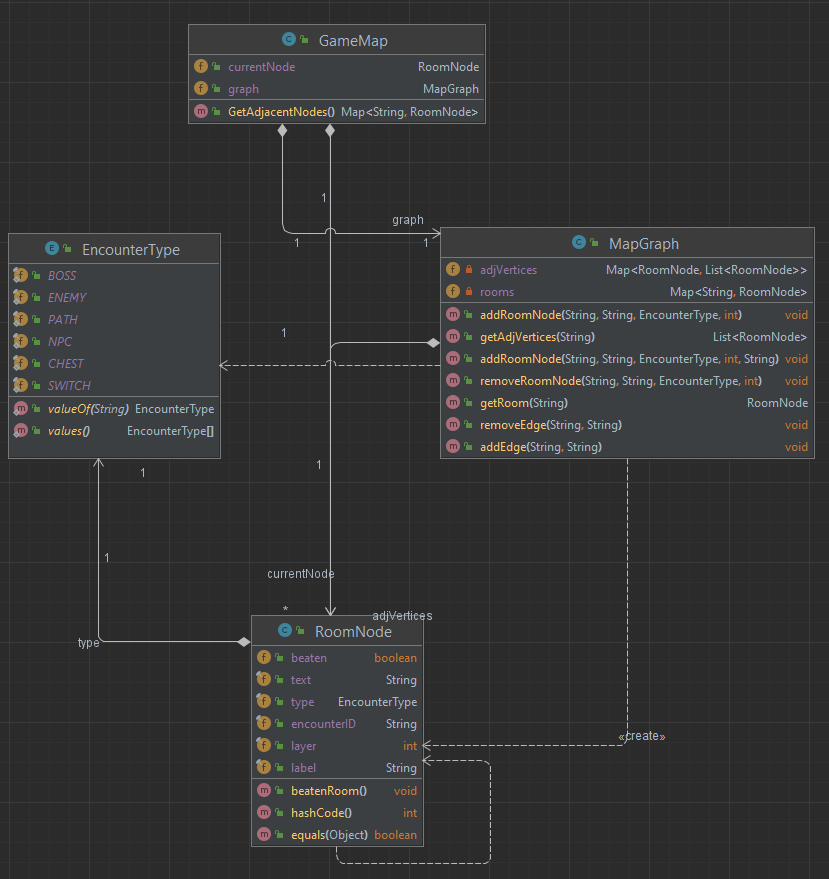 GameMap
currentNode RoomNode
graph MapGraph
GetAdjacentNodes() Map<String, RoomNode>
1
graph
1
1
EncounterType
BOSS
ENEMY
PATH
NPC
CHEST
SWITCH
valueOf(String) EncounterType
values() EncounterType[]
MapGraph
adjVertices Map<RoomNode, List<RoomNode>>
rooms Map<String, RoomNode>
addRoomNode(String, String, EncounterType, int) void
getAdjVertices(String) List<RoomNode>
addRoomNode(String, String, EncounterType, int, String) void
removeRoomNode(String, String, EncounterType, int) void
getRoom(String) RoomNode
removeEdge(String, String) void
addEdge(String, String) void
1
1
1
1
currentNode
*
adjVertices
type
RoomNode
beaten boolean
text String
type EncounterType
encounterID String
layer int
label String
beatenRoom() void
hashCode() int
equals(Object) boolean
«create»